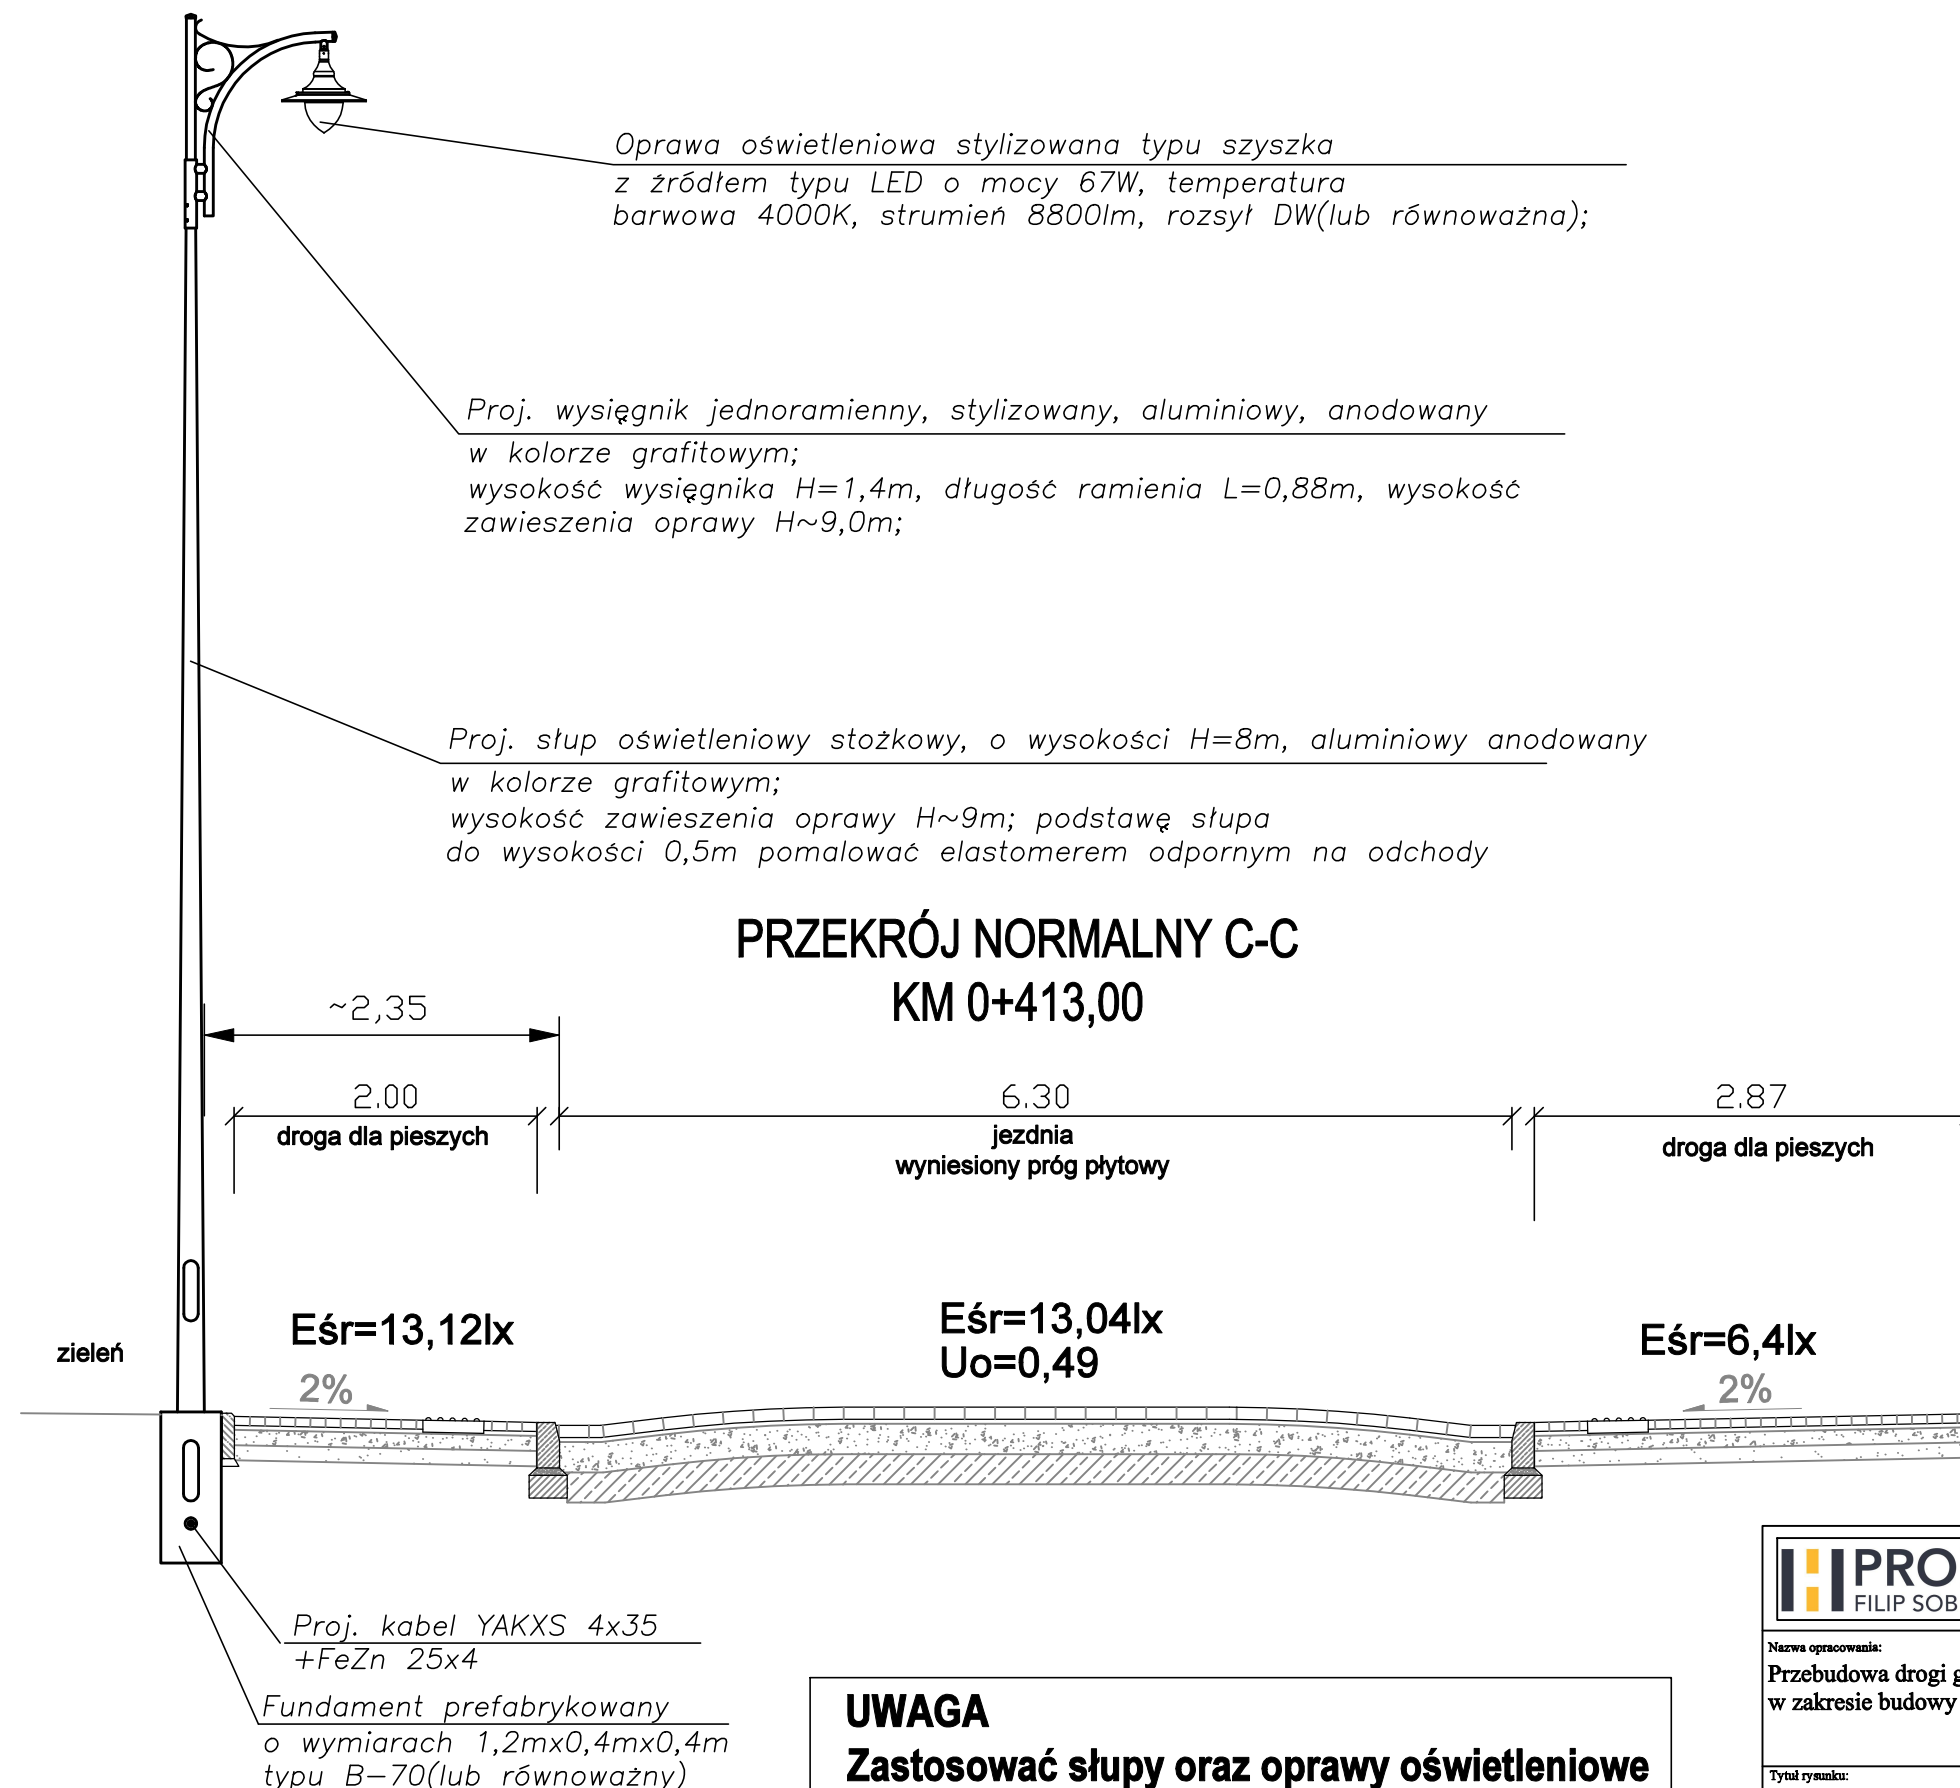 Oprawa oświetleniowa stylizowana typu szyszka
z źródłem typu LED o mocy 67W, temperatura
barwowa 4000K, strumień 8800lm, rozsył DW(lub równoważna);
Proj. wysięgnik jednoramienny, stylizowany, aluminiowy, anodowany
w kolorze grafitowym;
wysokość wysięgnika H=1,4m, długość ramienia L=0,88m, wysokość
zawieszenia oprawy H~9,0m;
Proj. słup oświetleniowy stożkowy, o wysokości H=8m, aluminiowy anodowany
w kolorze grafitowym;
wysokość zawieszenia oprawy H~9m; podstawę słupa
do wysokości 0,5m pomalować elastomerem odpornym na odchody
PRZEKRÓJ NORMALNY C-C
KM 0+413,00
~2,35
2.00
droga dla pieszych
6.30
jezdnia
wyniesiony próg płytowy
2.87
droga dla pieszych
zieleń
Eśr=13,12lx
2%
Eśr=13,04lx
Uo=0,49
Eśr=6,4lx
2%
Proj. kabel YAKXS 4x35
+FeZn 25x4
Fundament prefabrykowany
o wymiarach 1,2mx0,4mx0,4m
typu B-70(lub równoważny)
UWAGA
Zastosować słupy oraz oprawy oświetleniowe
PRO
FILIP SOB
Nazwa opracowania:
Przebudowa drogi g
w zakresie budowy
Tytuł rysunku: